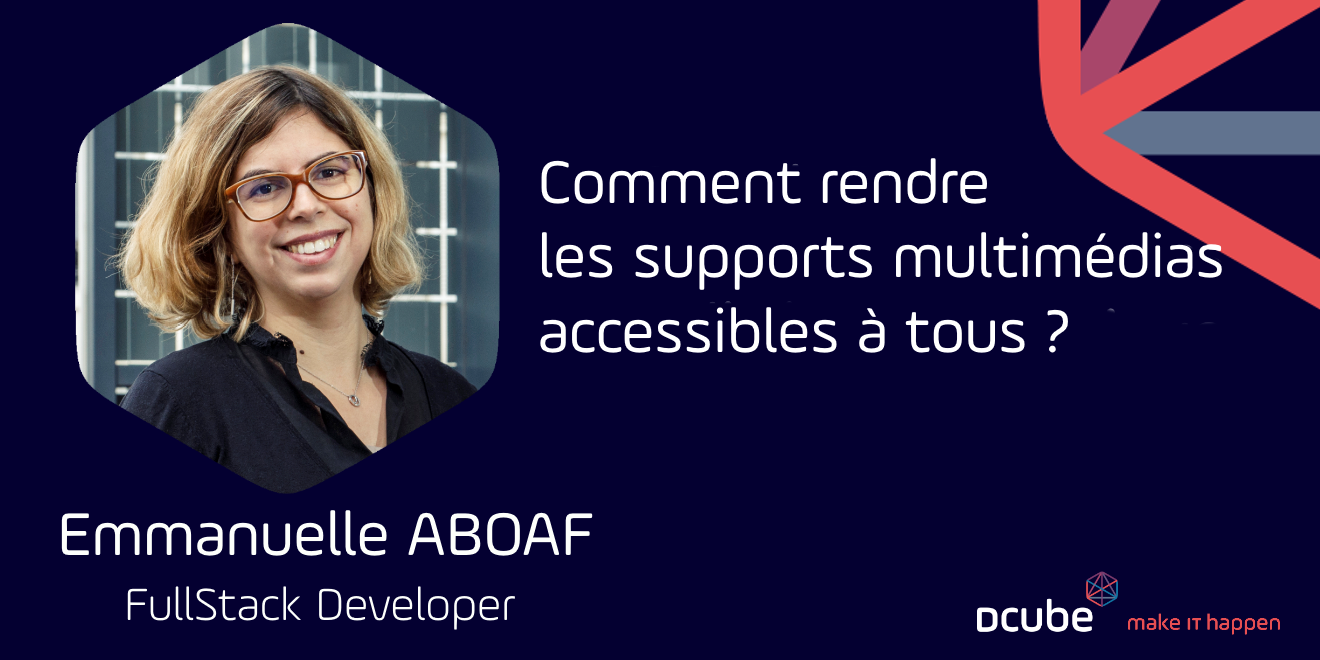 Comment rendre
les supports multimédias
accessibles à tous ?
Emmanuelle ABOAF
FullStack Developer
Dcube make IT happen